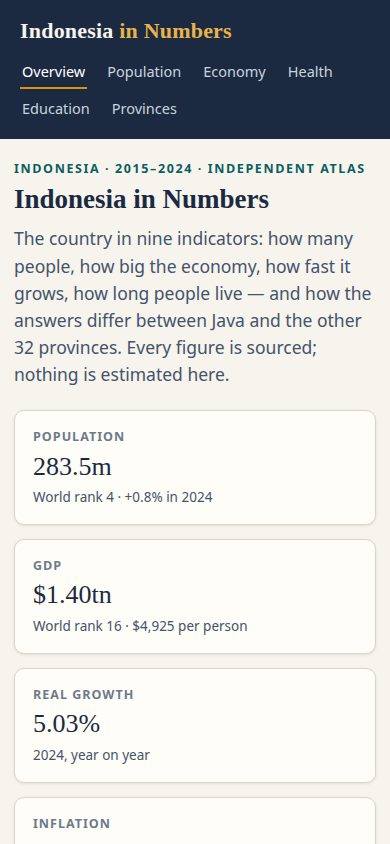 Indonesia in Numbers
Overview Population Economy Health
Education Provinces
INDONESIA · 2015–2024 · INDEPENDENT ATLAS
Indonesia in Numbers
The country in nine indicators: how many
people, how big the economy, how fast it
grows, how long people live — and how the
answers differ between Java and the other
32 provinces. Every figure is sourced;
nothing is estimated here.
POPULATION
283.5m
World rank 4 · +0.8% in 2024
GDP
$1.40tn
World rank 16 · $4,925 per person
REAL GROWTH
5.03%
2024, year on year
INFLATION